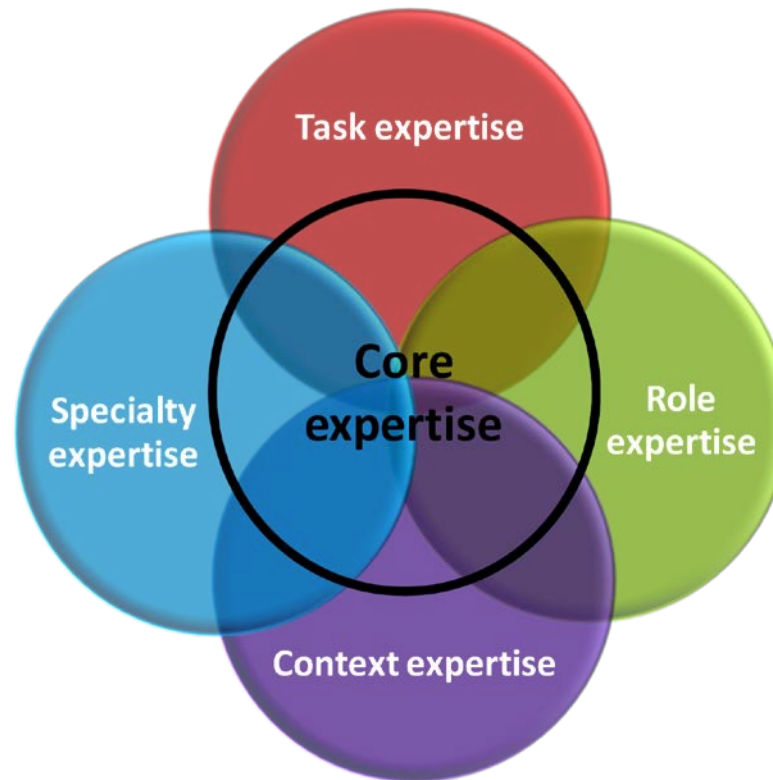 Task expertise
Core
expertise
Specialty
expertise
Role
expertise
Context expertise